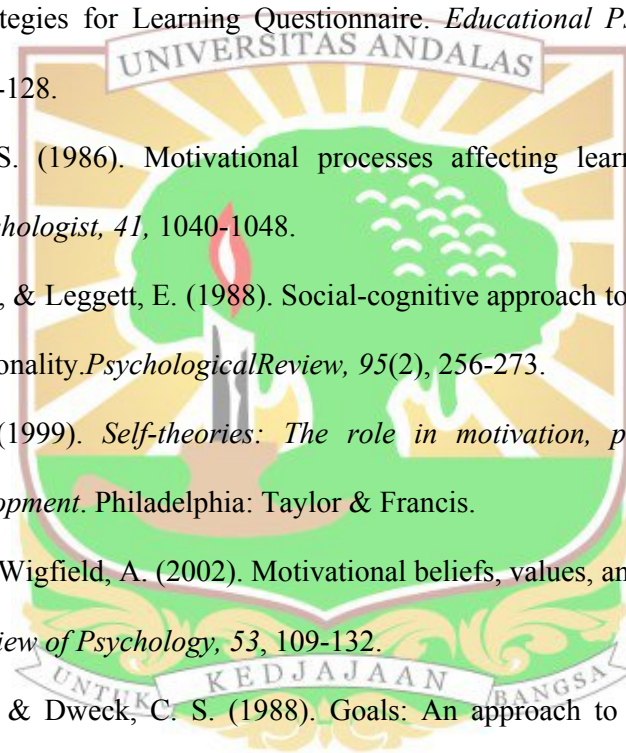 tegies for Learning Questionnaire. Educational Ps
UNIVERSITAS ANDALAS
-128.
S. (1986). Motivational processes affecting learn
chologist, 41, 1040-1048.
, & Leggett, E. (1988). Social-cognitive approach to
onality.PsychologicalReview, 95(2), 256-273.
(1999). Self-theories: The role in motivation, p
opment. Philadelphia: Taylor & Francis.
Wigfield, A. (2002). Motivational beliefs, values, an
view of Psychology, 53, 109-132.
UNTUK KEDJAJAAN BANGSA
& Dweck, C. S. (1988). Goals: An approach to